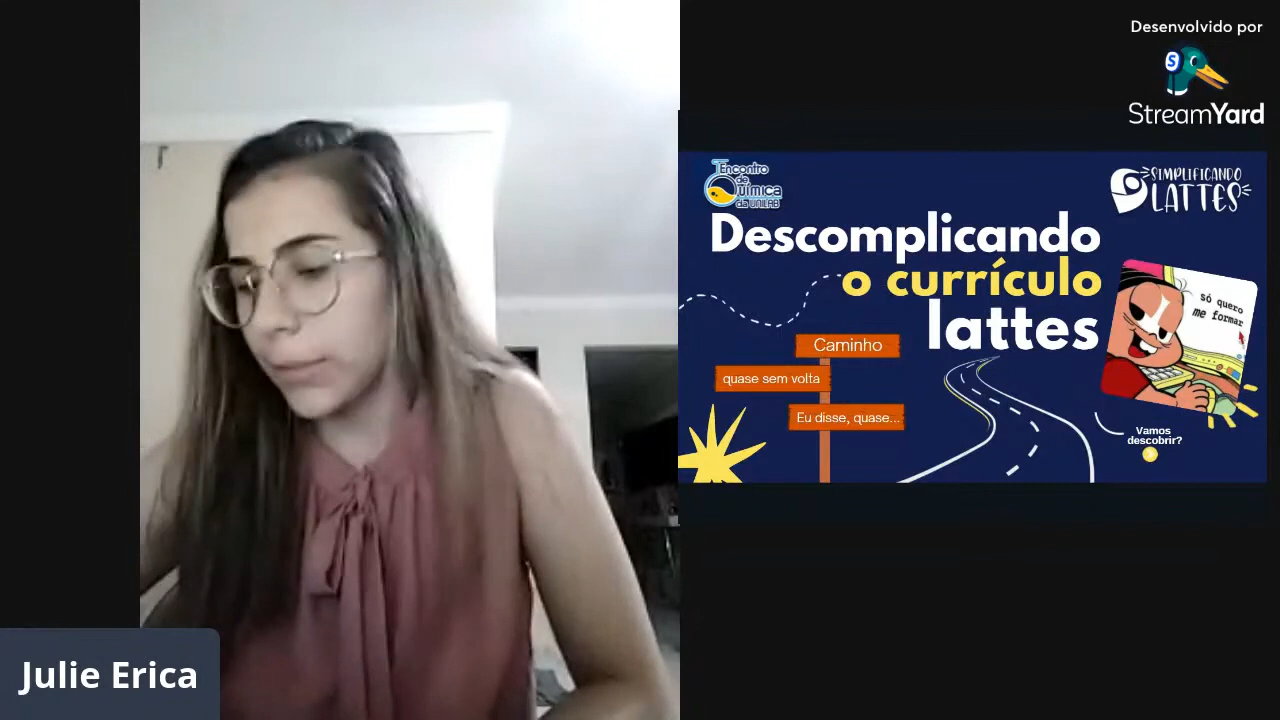 Desenvolvido por
StreamYard
Encontro
de
Química
da UNILAB
SIMPLIFICANDO
LATTES
Descomplicando
o currículo
lattes
só quero
me formar
Caminho
quase sem volta
Eu disse, quase...
Vamos
descobrir?
Julie Erica